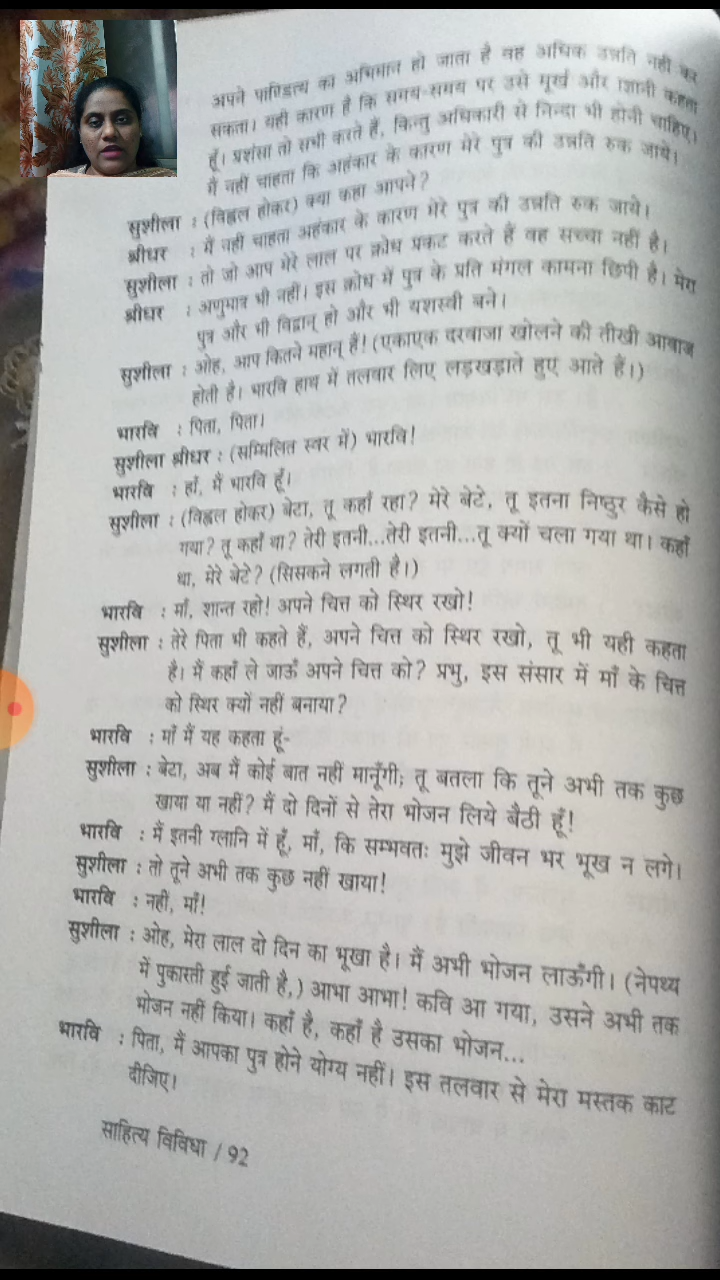 अपने पाण्डित्य का अभिमान हो जाता है वह अधिक उन्नति नहीं कर
सकता। यही कारण है कि समय-समय पर उसे मूर्ख और अज्ञानी कहता
हूँ। प्रशंसा तो सभी करते हैं, किन्तु अधिकारी से निन्दा भी होनी चाहिए।
मैं नहीं चाहता कि अहंकार के कारण मेरे पुत्र की उन्नति रुक जाये।
सुशीला : (विह्वल होकर) क्या कहा आपने?
श्रीधर : मैं नहीं चाहता अहंकार के कारण मेरे पुत्र की उन्नति रुक जाये।
सुशीला : तो जो आप मेरे लाल पर क्रोध प्रकट करते हैं वह सच्चा नहीं है।
श्रीधर : अणुमात्र भी नहीं। इस क्रोध में पुत्र के प्रति मंगल कामना छिपी है। मेरा
पुत्र और भी विद्वान् हो और भी यशस्वी बने।
सुशीला : ओह, आप कितने महान् हैं! (एकाएक दरवाजा खोलने की तीखी आवाज
होती है। भारवि हाथ में तलवार लिए लड़खड़ाते हुए आते हैं।)
भारवि : पिता, पिता।
सुशीला श्रीधर : (सम्मिलित स्वर में) भारवि!
भारवि : हाँ, मैं भारवि हूँ।
सुशीला : (विह्वल होकर) बेटा, तू कहाँ रहा? मेरे बेटे, तू इतना निष्ठुर कैसे हो
गया? तू कहाँ था? तेरी इतनी...तेरी इतनी...तू क्यों चला गया था। कहाँ
था, मेरे बेटे? (सिसकने लगती है।)
भारवि : माँ, शान्त रहो! अपने चित्त को स्थिर रखो!
सुशीला : तेरे पिता भी कहते हैं, अपने चित्त को स्थिर रखो, तू भी यही कहता
है। मैं कहाँ ले जाऊँ अपने चित्त को? प्रभु, इस संसार में माँ के चित्त
को स्थिर क्यों नहीं बनाया?
भारवि : माँ मैं यह कहता हूं-
सुशीला : बेटा, अब मैं कोई बात नहीं मानूँगी; तू बतला कि तूने अभी तक कुछ
खाया या नहीं? मैं दो दिनों से तेरा भोजन लिये बैठी हूँ!
भारवि : मैं इतनी ग्लानि में हूँ, माँ, कि सम्भवतः मुझे जीवन भर भूख न लगे।
सुशीला : तो तूने अभी तक कुछ नहीं खाया!
भारवि : नहीं, माँ!
सुशीला : ओह, मेरा लाल दो दिन का भूखा है। मैं अभी भोजन लाऊँगी। (नेपथ्य
में पुकारती हुई जाती है,) आभा आभा! कवि आ गया, उसने अभी तक
भोजन नहीं किया। कहाँ है, कहाँ है उसका भोजन...
भारवि : पिता, मैं आपका पुत्र होने योग्य नहीं। इस तलवार से मेरा मस्तक काट
दीजिए।
साहित्य विविधा / 92